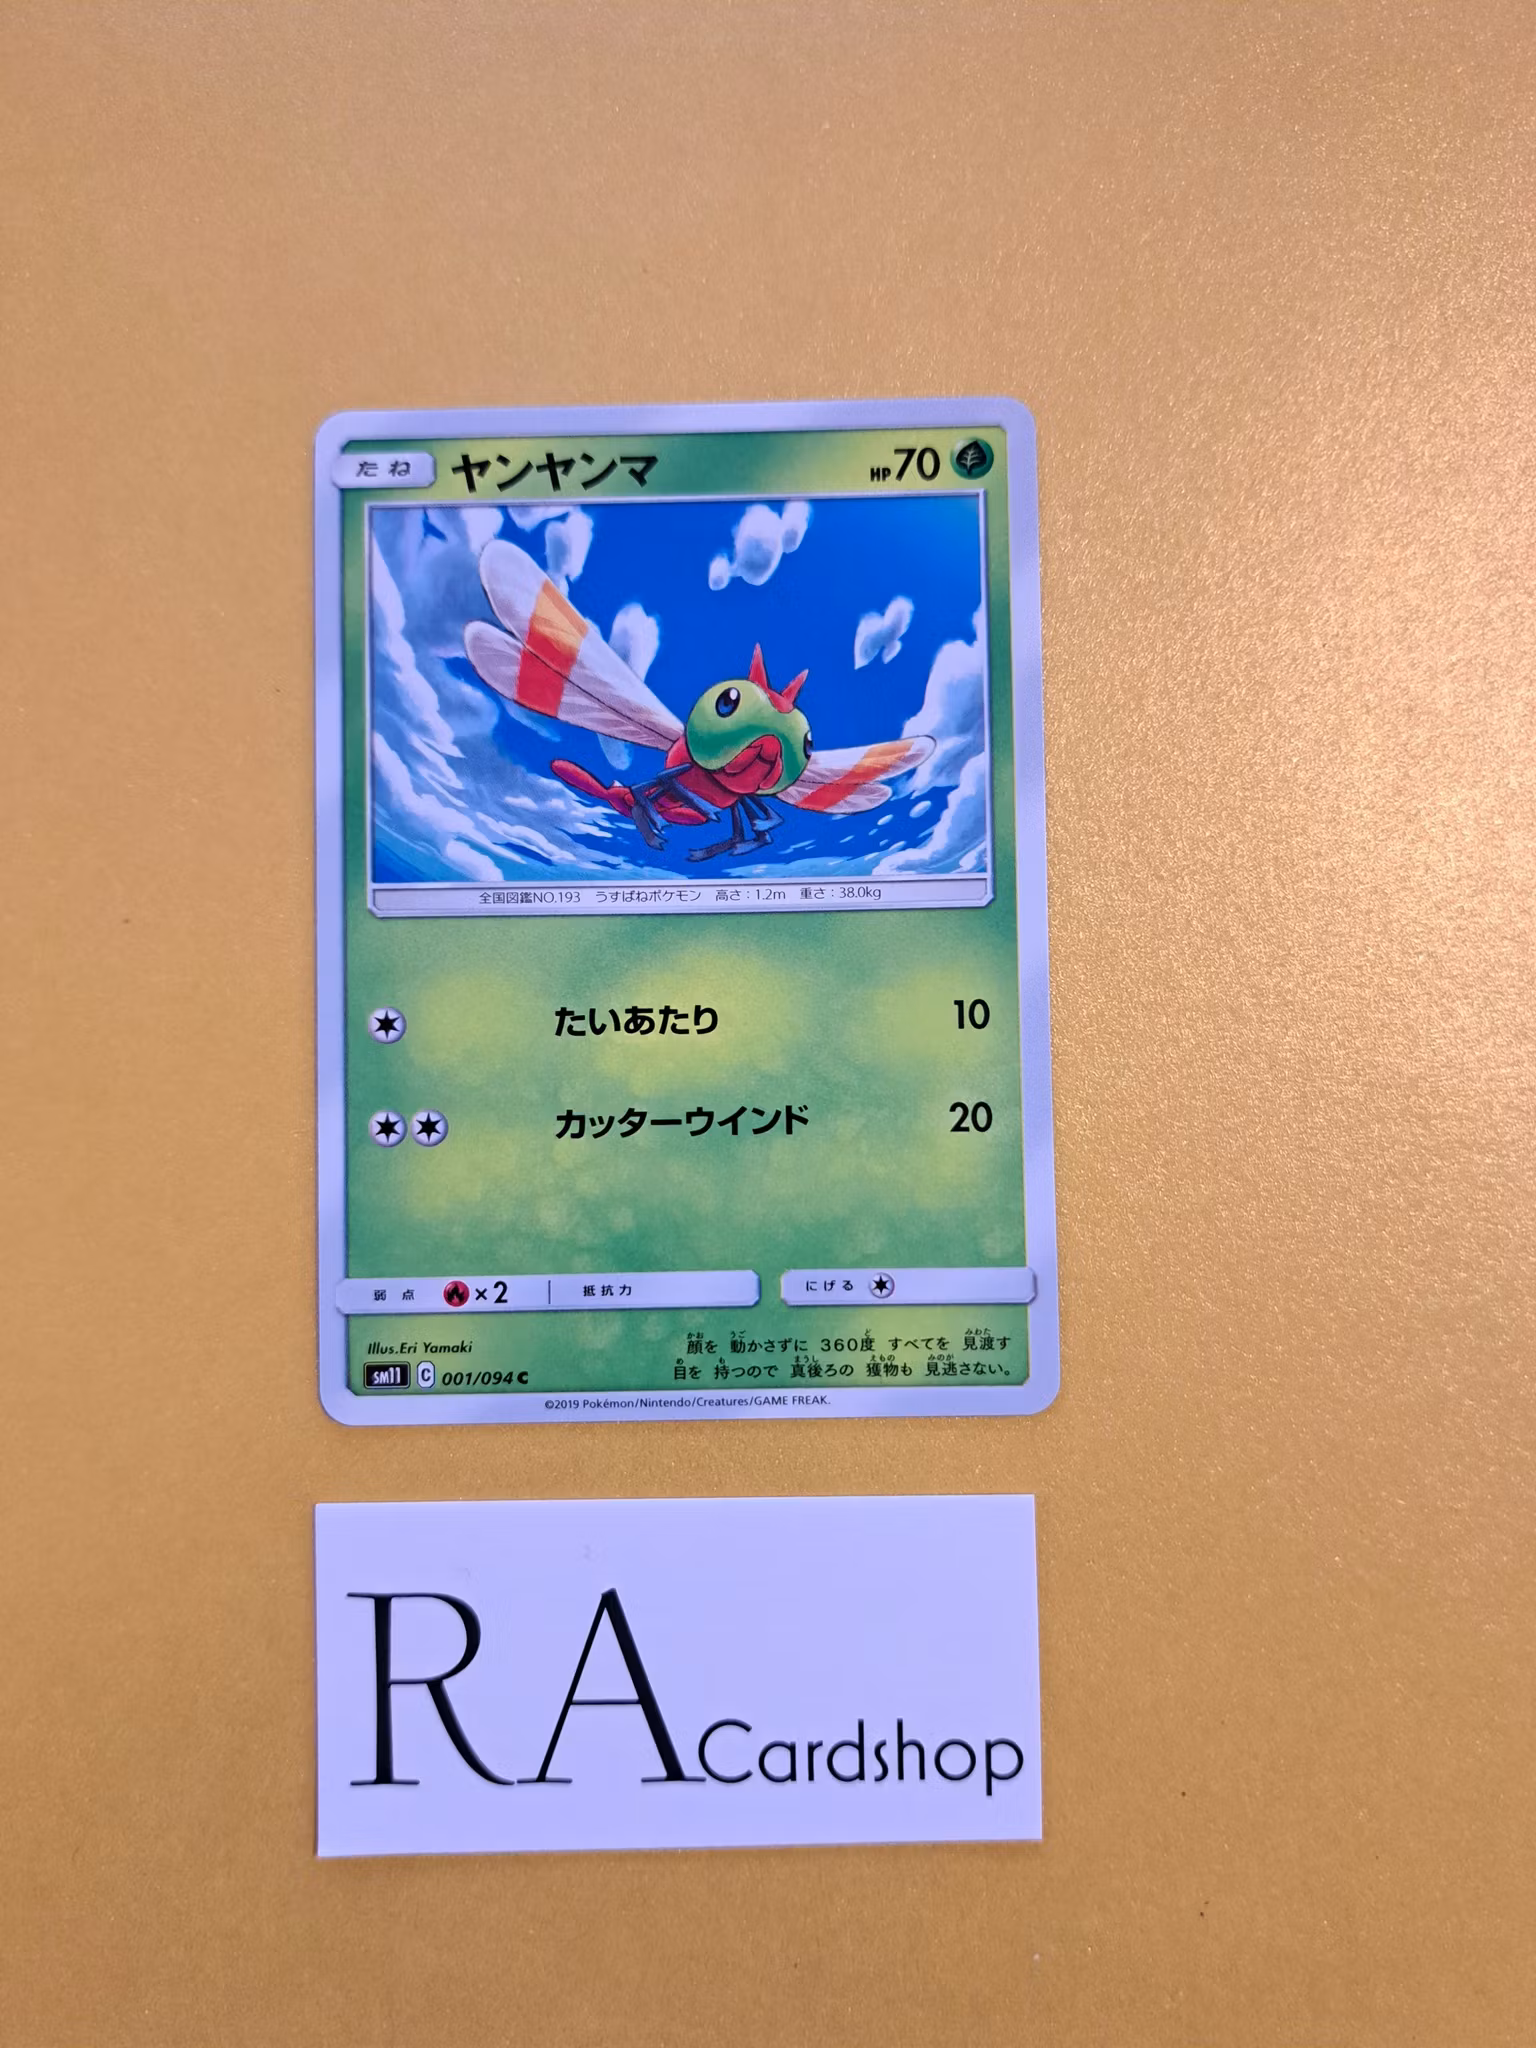 たね ヤンヤンマ HP70
全国図鑑NO.193 うすばねポケモン 高さ:1.2m 重さ:38.0kg
たいあたり 10
カッターウインド 20
弱点 ×2 抵抗力 にげる
Illus.Eri Yamaki
顔を 動かさずに 360度 すべてを 見渡す
目を 持つので 真後ろの 獲物も 見逃さない。
SM11 C 001/094 C
©2019 Pokémon/Nintendo/Creatures/GAME FREAK.
RA Cardshop